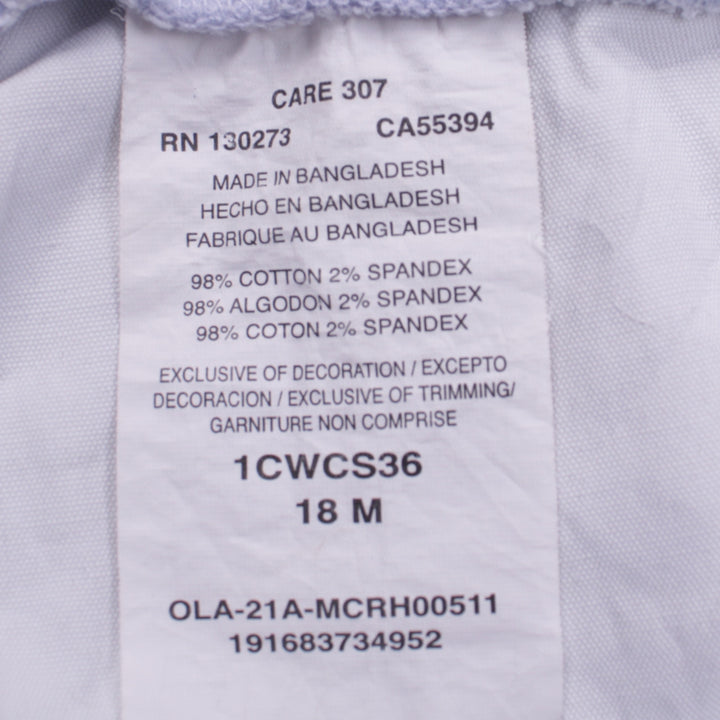 CARE 307
RN 130273 CA55394
MADE IN BANGLADESH
HECHO EN BANGLADESH
FABRIQUE AU BANGLADESH
98% COTTON 2% SPANDEX
98% ALGODON 2% SPANDEX
98% COTON 2% SPANDEX
EXCLUSIVE OF DECORATION / EXCEPTO
DECORACION / EXCLUSIVE OF TRIMMING/
GARNITURE NON COMPRISE
1CWCS36
18 M
OLA-21A-MCRH00511
191683734952